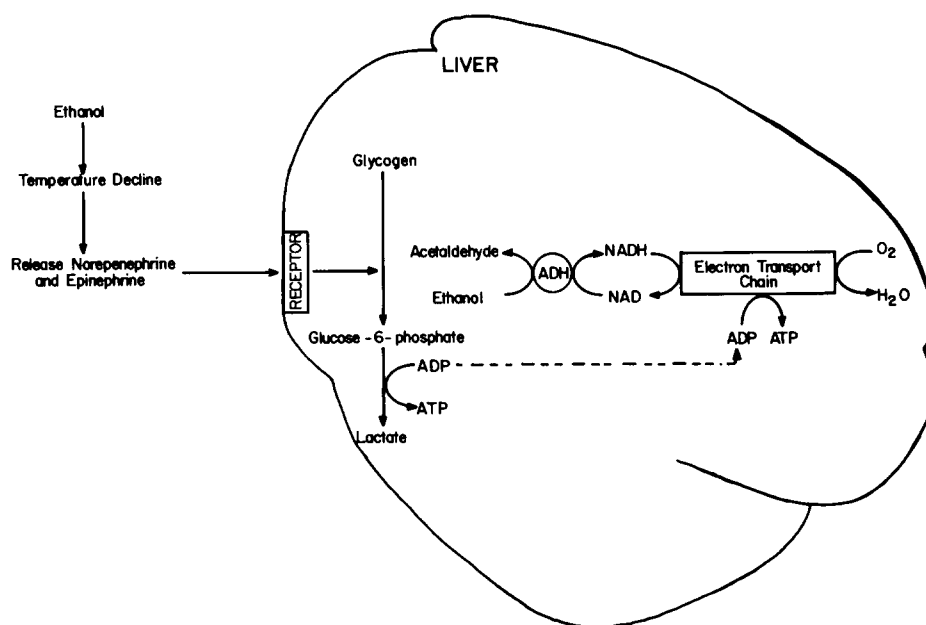 LIVER
Ethanol
Temperature Decline
Release Norepenephrine
and Epinephrine
RECEPTOR
Glycogen
Glucose -6- phosphate
ADP
ATP
Lactate
Acetaldehyde
Ethanol
ADH
NADH
NAD
Electron Transport
Chain
O2
H2O
ADP
ATP